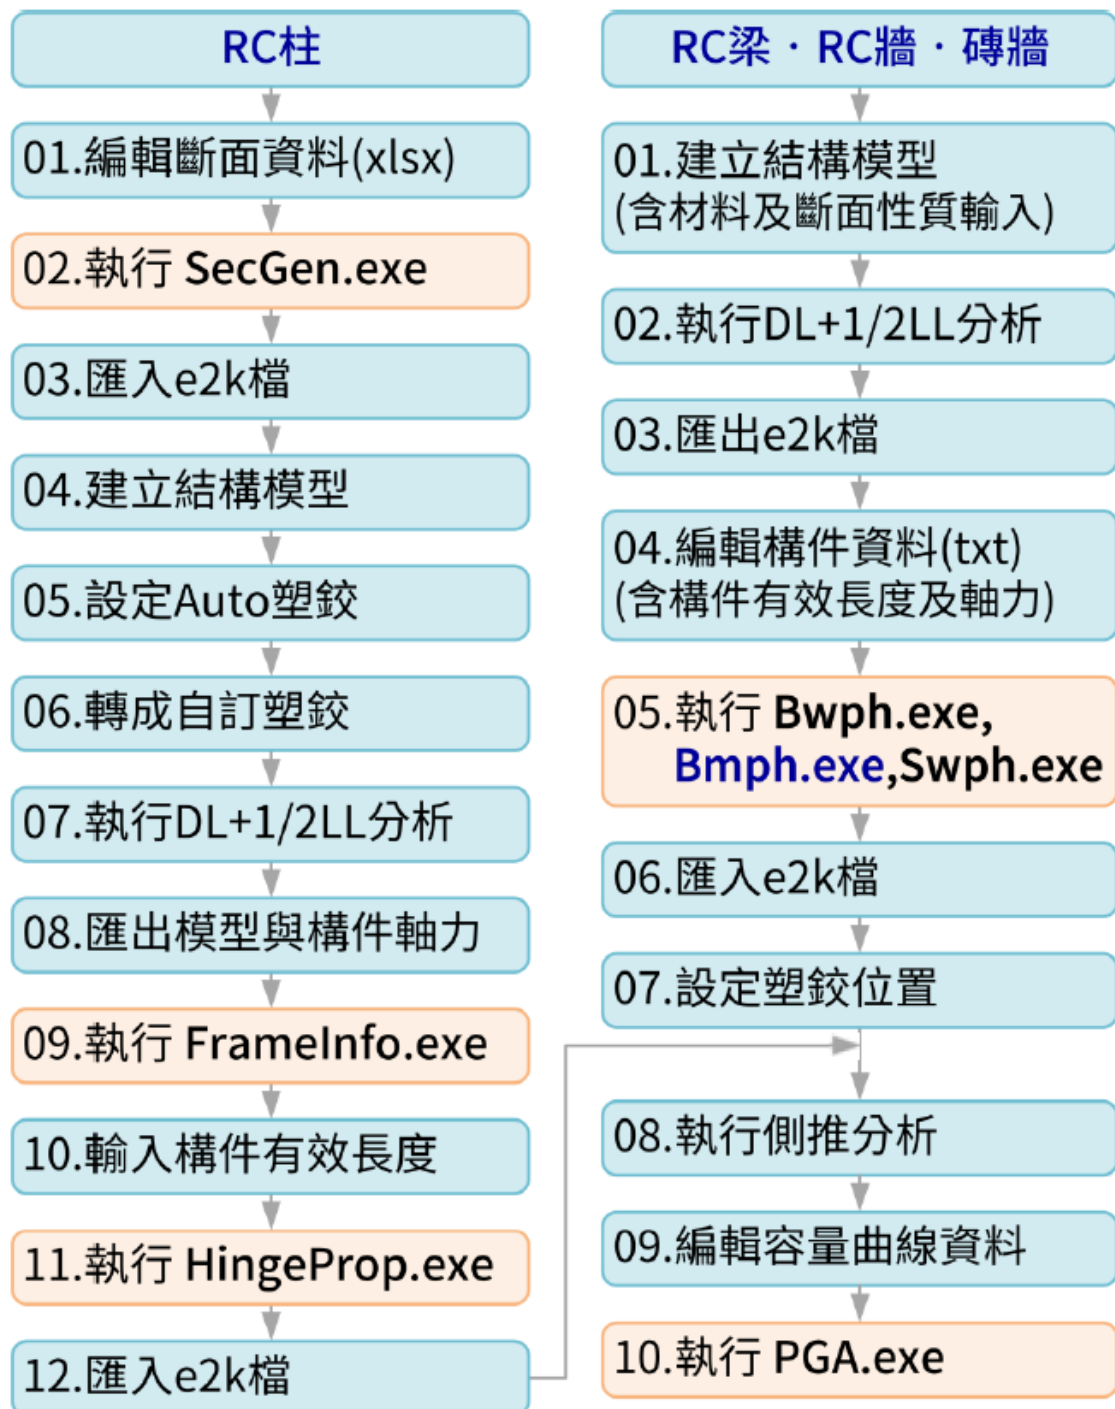 RC柱
01.編輯斷面資料(xlsx)
02.執行 SecGen.exe
03.匯入e2k檔
04.建立結構模型
05.設定Auto塑鉸
06.轉成自訂塑鉸
07.執行DL+1/2LL分析
08.匯出模型與構件軸力
09.執行 FrameInfo.exe
10.輸入構件有效長度
11.執行 HingeProp.exe
12.匯入e2k檔
RC梁‧RC牆‧磚牆
01.建立結構模型
(含材料及斷面性質輸入)
02.執行DL+1/2LL分析
03.匯出e2k檔
04.編輯構件資料(txt)
(含構件有效長度及軸力)
05.執行 Bwph.exe,
Bmph.exe,Swph.exe
06.匯入e2k檔
07.設定塑鉸位置
08.執行側推分析
09.編輯容量曲線資料
10.執行 PGA.exe